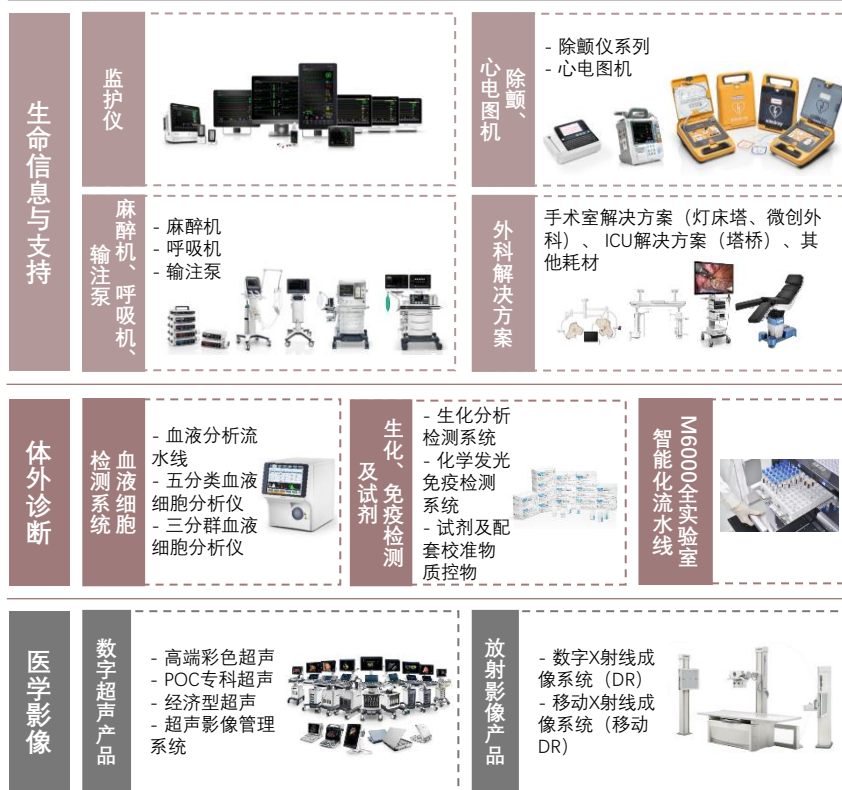 生命信息与支持
监护仪
除颤、
心电图机
- 除颤仪系列
- 心电图机
麻醉机、呼吸机、
输注泵
- 麻醉机
- 呼吸机
- 输注泵
外科解决方案
手术室解决方案（灯床塔、微创外
科）、ICU解决方案（塔桥）、其
他耗材
体外诊断
血液细胞
检测系统
- 血液分析流
水线
- 五分类血液
细胞分析仪
- 三分群血液
细胞分析仪
生化、免疫检测
及试剂
- 生化分析
检测系统
- 化学发光
免疫检测
系统
- 试剂及配
套校准物
质控物
M6000全实验室
智能化流水线
医学影像
数字超声产品
- 高端彩色超声
- POC专科超声
- 经济型超声
- 超声影像管理
系统
放射影像产品
- 数字X射线成
像系统（DR）
- 移动X射线成
像系统（移动
DR）